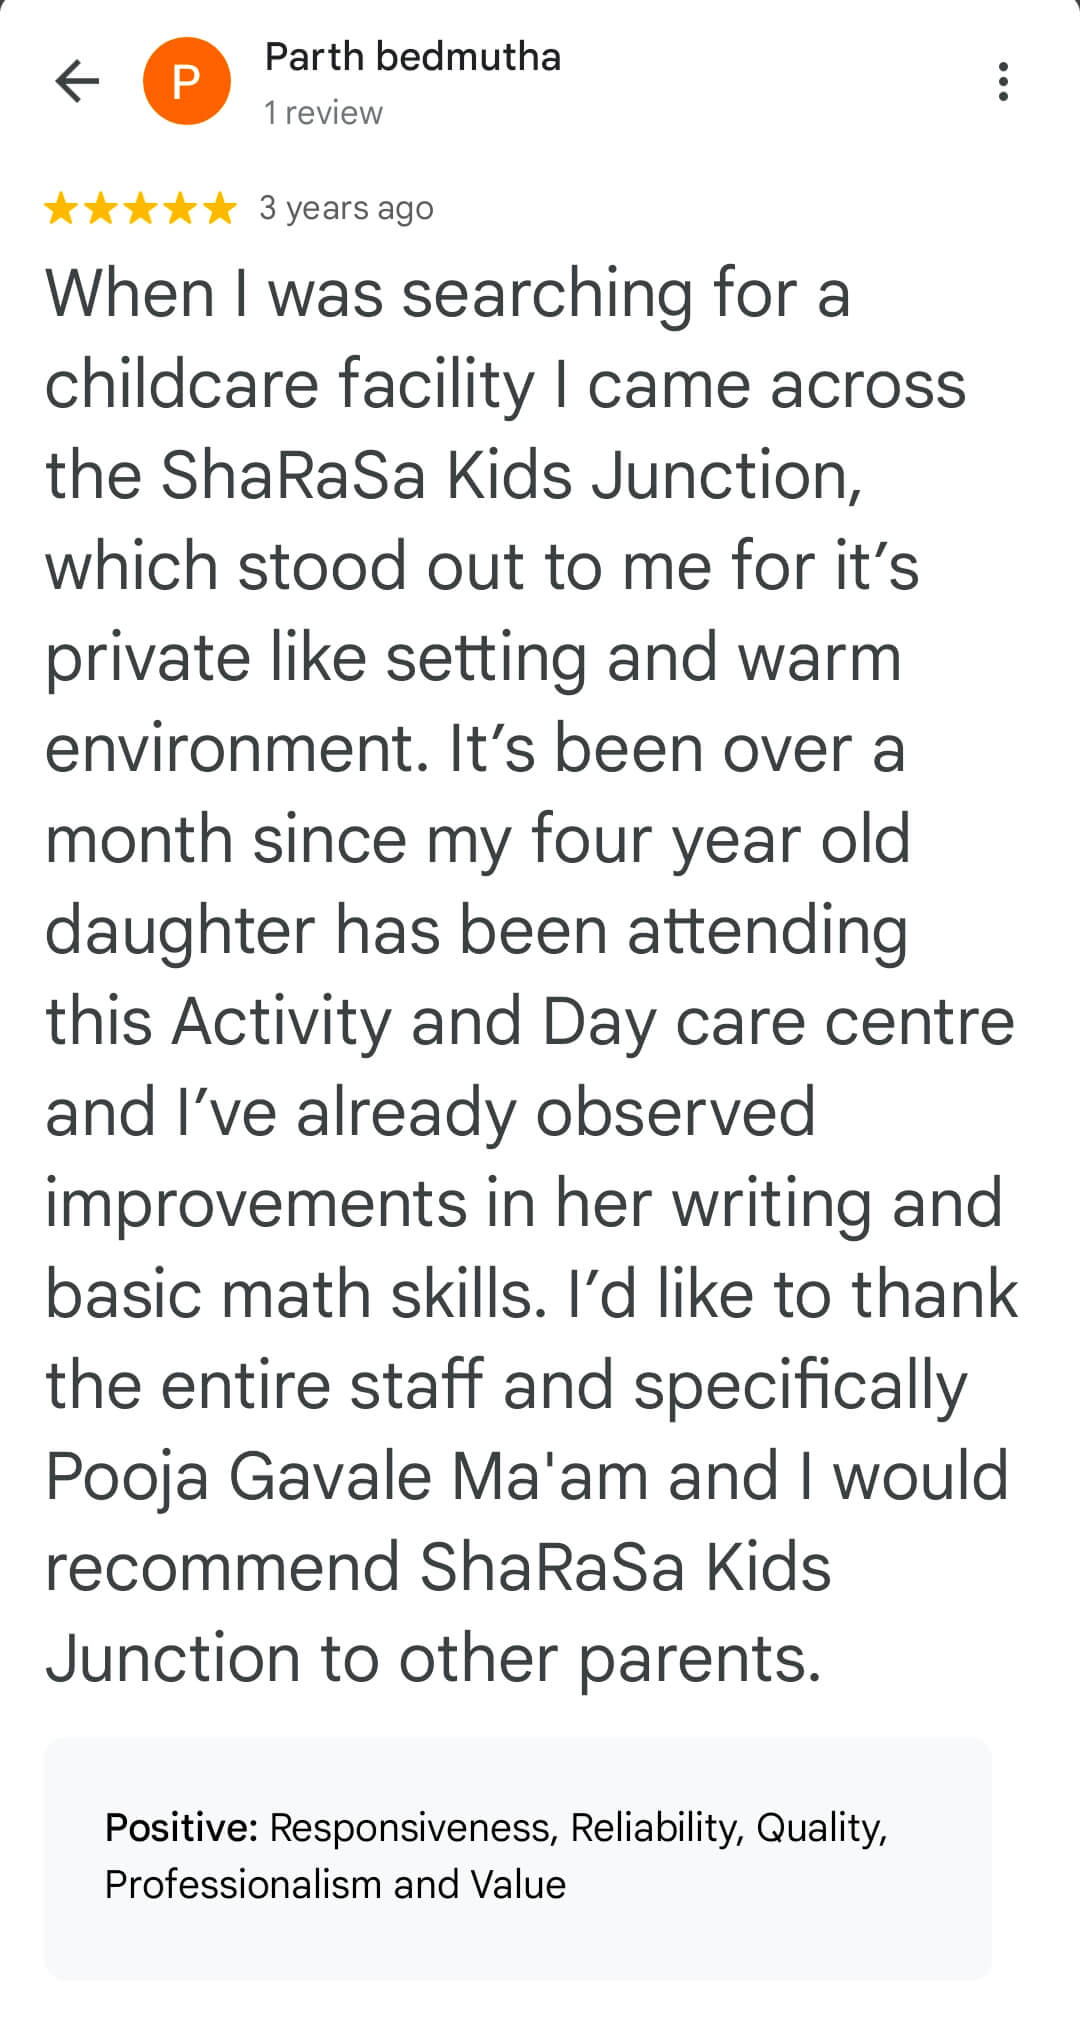 P
Parth bedmutha
1 review
3 years ago
When I was searching for a
childcare facility I came across
the ShaRaSa Kids Junction,
which stood out to me for it’s
private like setting and warm
environment. It’s been over a
month since my four year old
daughter has been attending
this Activity and Day care centre
and I’ve already observed
improvements in her writing and
basic math skills. I’d like to thank
the entire staff and specifically
Pooja Gavale Ma'am and I would
recommend ShaRaSa Kids
Junction to other parents.
Positive: Responsiveness, Reliability, Quality,
Professionalism and Value